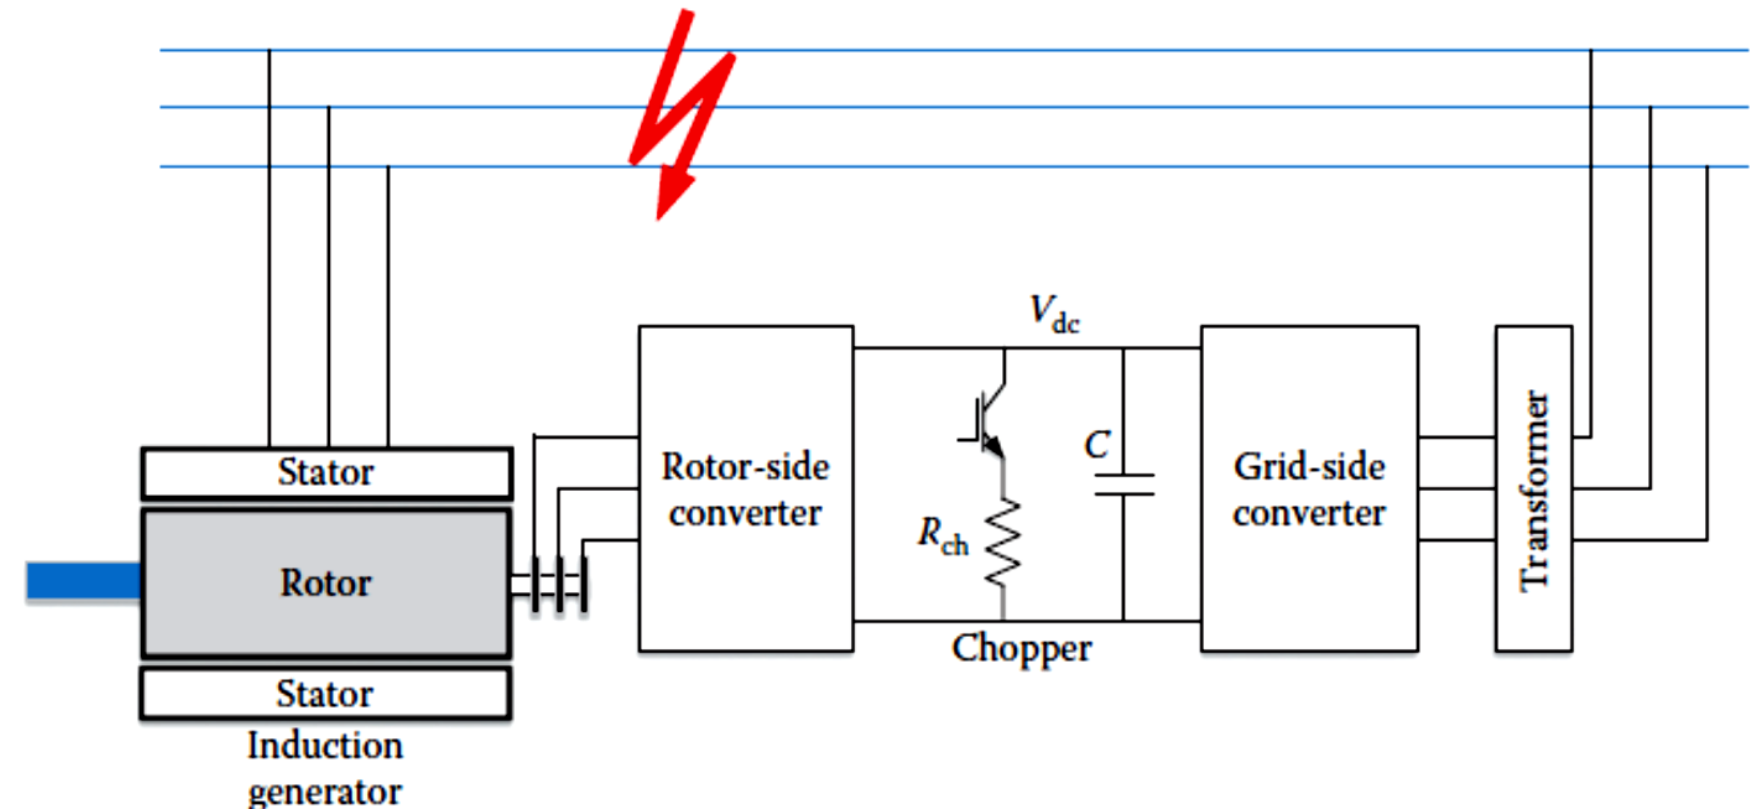 V_dc
Stator
Rotor-side
converter
C
Grid-side
converter
Transformer
R_ch
Rotor
Chopper
Stator
Induction
generator